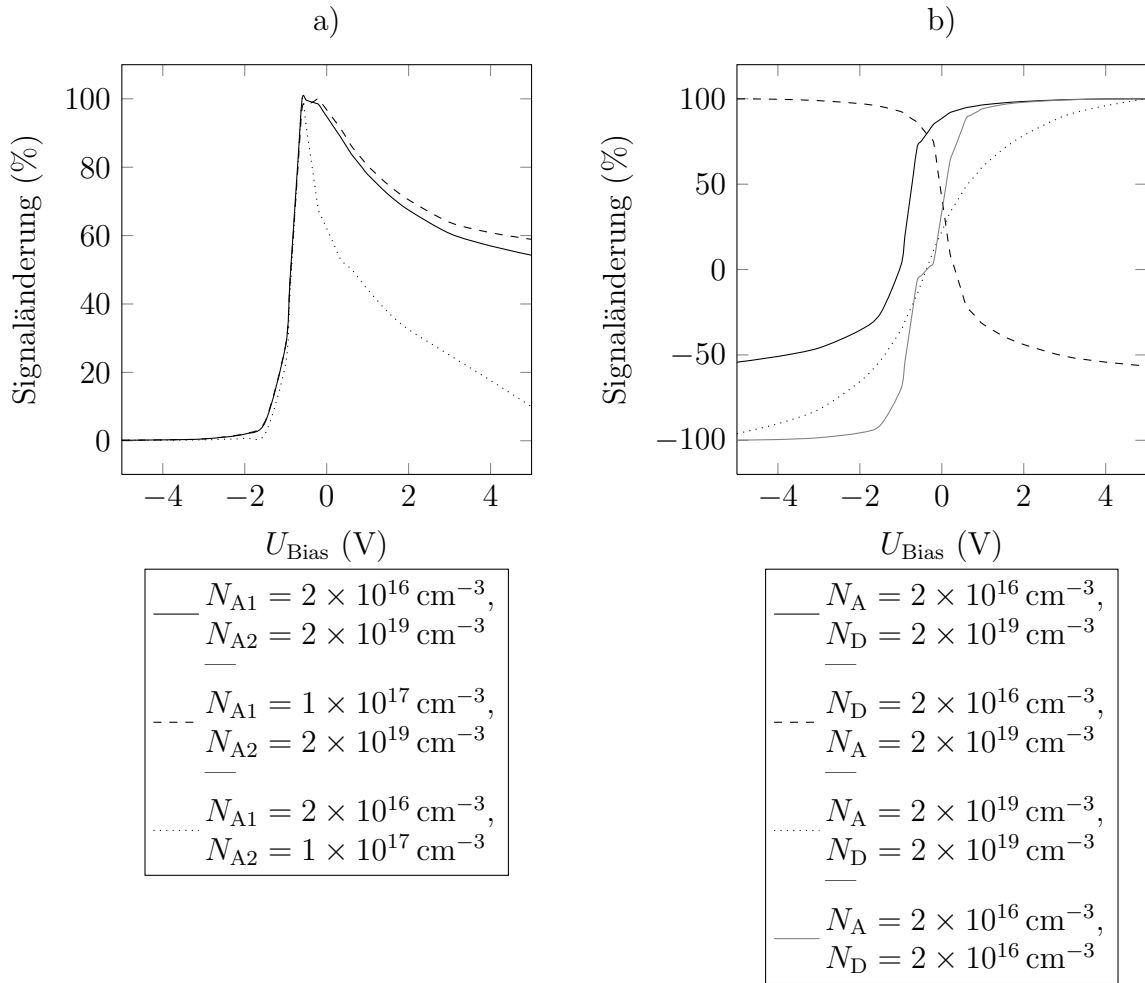 a)
Signaländerung (%)
100
80
60
40
20
0
−4 −2 0 2 4
U_Bias (V)
N_A1 = 2 × 10^16 cm^−3,
N_A2 = 2 × 10^19 cm^−3
N_A1 = 1 × 10^17 cm^−3,
N_A2 = 2 × 10^19 cm^−3
N_A1 = 2 × 10^16 cm^−3,
N_A2 = 1 × 10^17 cm^−3
b)
Signaländerung (%)
100
50
0
−50
−100
−4 −2 0 2 4
U_Bias (V)
N_A = 2 × 10^16 cm^−3,
N_D = 2 × 10^19 cm^−3
N_D = 2 × 10^16 cm^−3,
N_A = 2 × 10^19 cm^−3
N_A = 2 × 10^19 cm^−3,
N_D = 2 × 10^19 cm^−3
N_A = 2 × 10^16 cm^−3,
N_D = 2 × 10^16 cm^−3